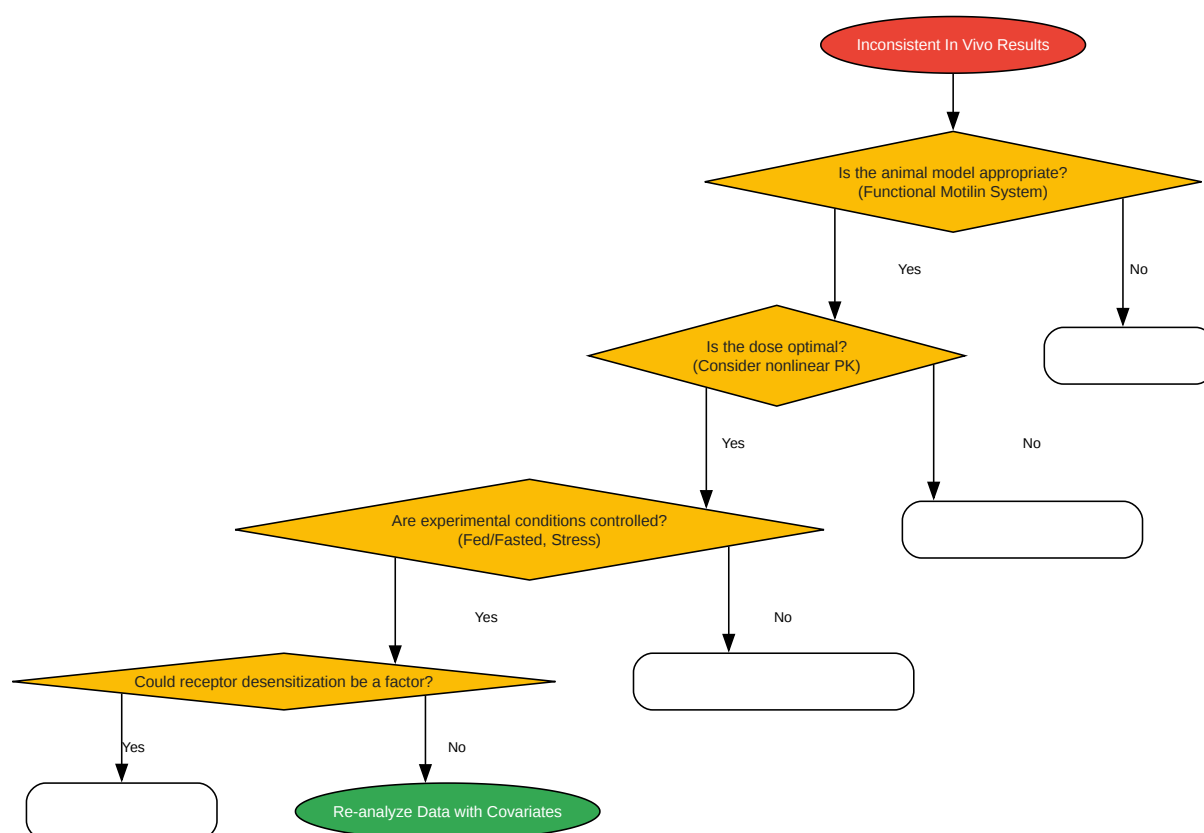 Inconsistent In Vivo Results
Is the animal model appropriate?
(Functional Motilin System)
Yes
No
Is the dose optimal?
(Consider nonlinear PK)
Yes
No
Are experimental conditions controlled?
(Fed/Fasted, Stress)
Yes
No
Could receptor desensitization be a factor?
Yes
No
Re-analyze Data with Covariates